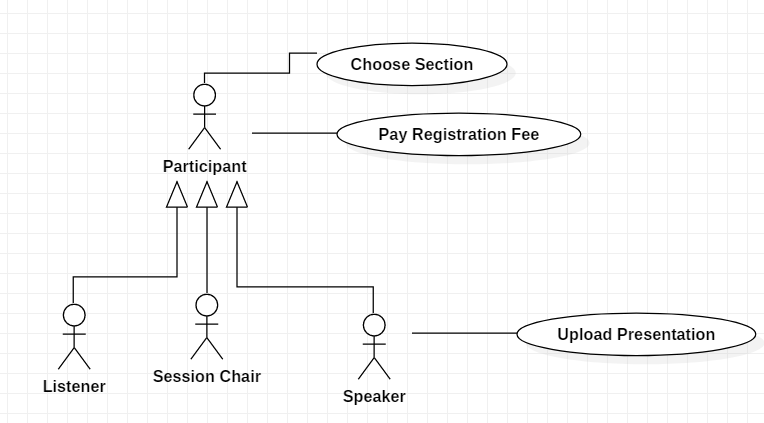 Choose Section
Pay Registration Fee
Participant
Upload Presentation
Session Chair
Listener
Speaker